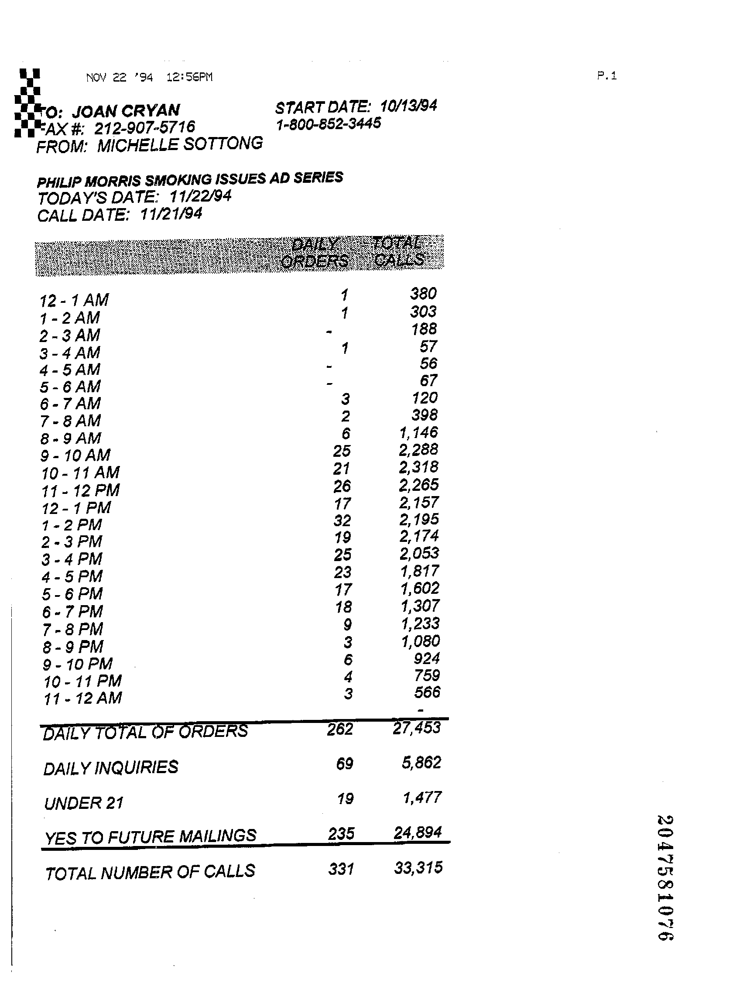 NOV 22 '94 12:56PM P.1
TO: JOAN CRYAN START DATE: 10/13/94
FAX #: 212-907-5716 1-800-852-3445
FROM: MICHELLE SOTTONG
PHILIP MORRIS SMOKING ISSUES AD SERIES
TODAY'S DATE: 11/22/94
CALL DATE: 11/21/94
DAILY TOTAL
ORDERS CALLS
12 - 1 AM 1 380
1 - 2 AM 1 303
2 - 3 AM - 188
3 - 4 AM 1 57
4 - 5 AM - 56
5 - 6 AM - 67
6 - 7 AM 3 120
7 - 8 AM 2 398
8 - 9 AM 6 1,146
9 - 10 AM 25 2,288
10 - 11 AM 21 2,318
11 - 12 PM 26 2,265
12 - 1 PM 17 2,157
1 - 2 PM 32 2,195
2 - 3 PM 19 2,174
3 - 4 PM 25 2,053
4 - 5 PM 23 1,817
5 - 6 PM 17 1,602
6 - 7 PM 18 1,307
7 - 8 PM 9 1,233
8 - 9 PM 3 1,080
9 - 10 PM 6 924
10 - 11 PM 4 759
11 - 12 AM 3 566
-
DAILY TOTAL OF ORDERS 262 27,453
DAILY INQUIRIES 69 5,862
UNDER 21 19 1,477
YES TO FUTURE MAILINGS 235 24,894
TOTAL NUMBER OF CALLS 331 33,315
2047581076